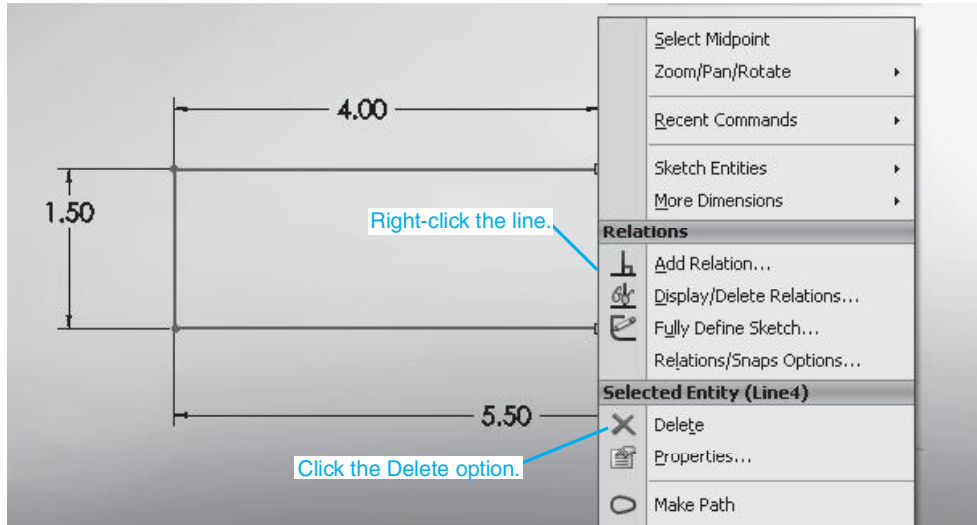 Select Midpoint
Zoom/Pan/Rotate
4.00
Recent Commands
Sketch Entities
More Dimensions
1.50
Right-click the line.
Relations
Add Relation...
Display/Delete Relations...
Fully Define Sketch...
Relations/Snaps Options...
Selected Entity (Line4)
5.50
Delete
Click the Delete option.
Properties...
Make Path